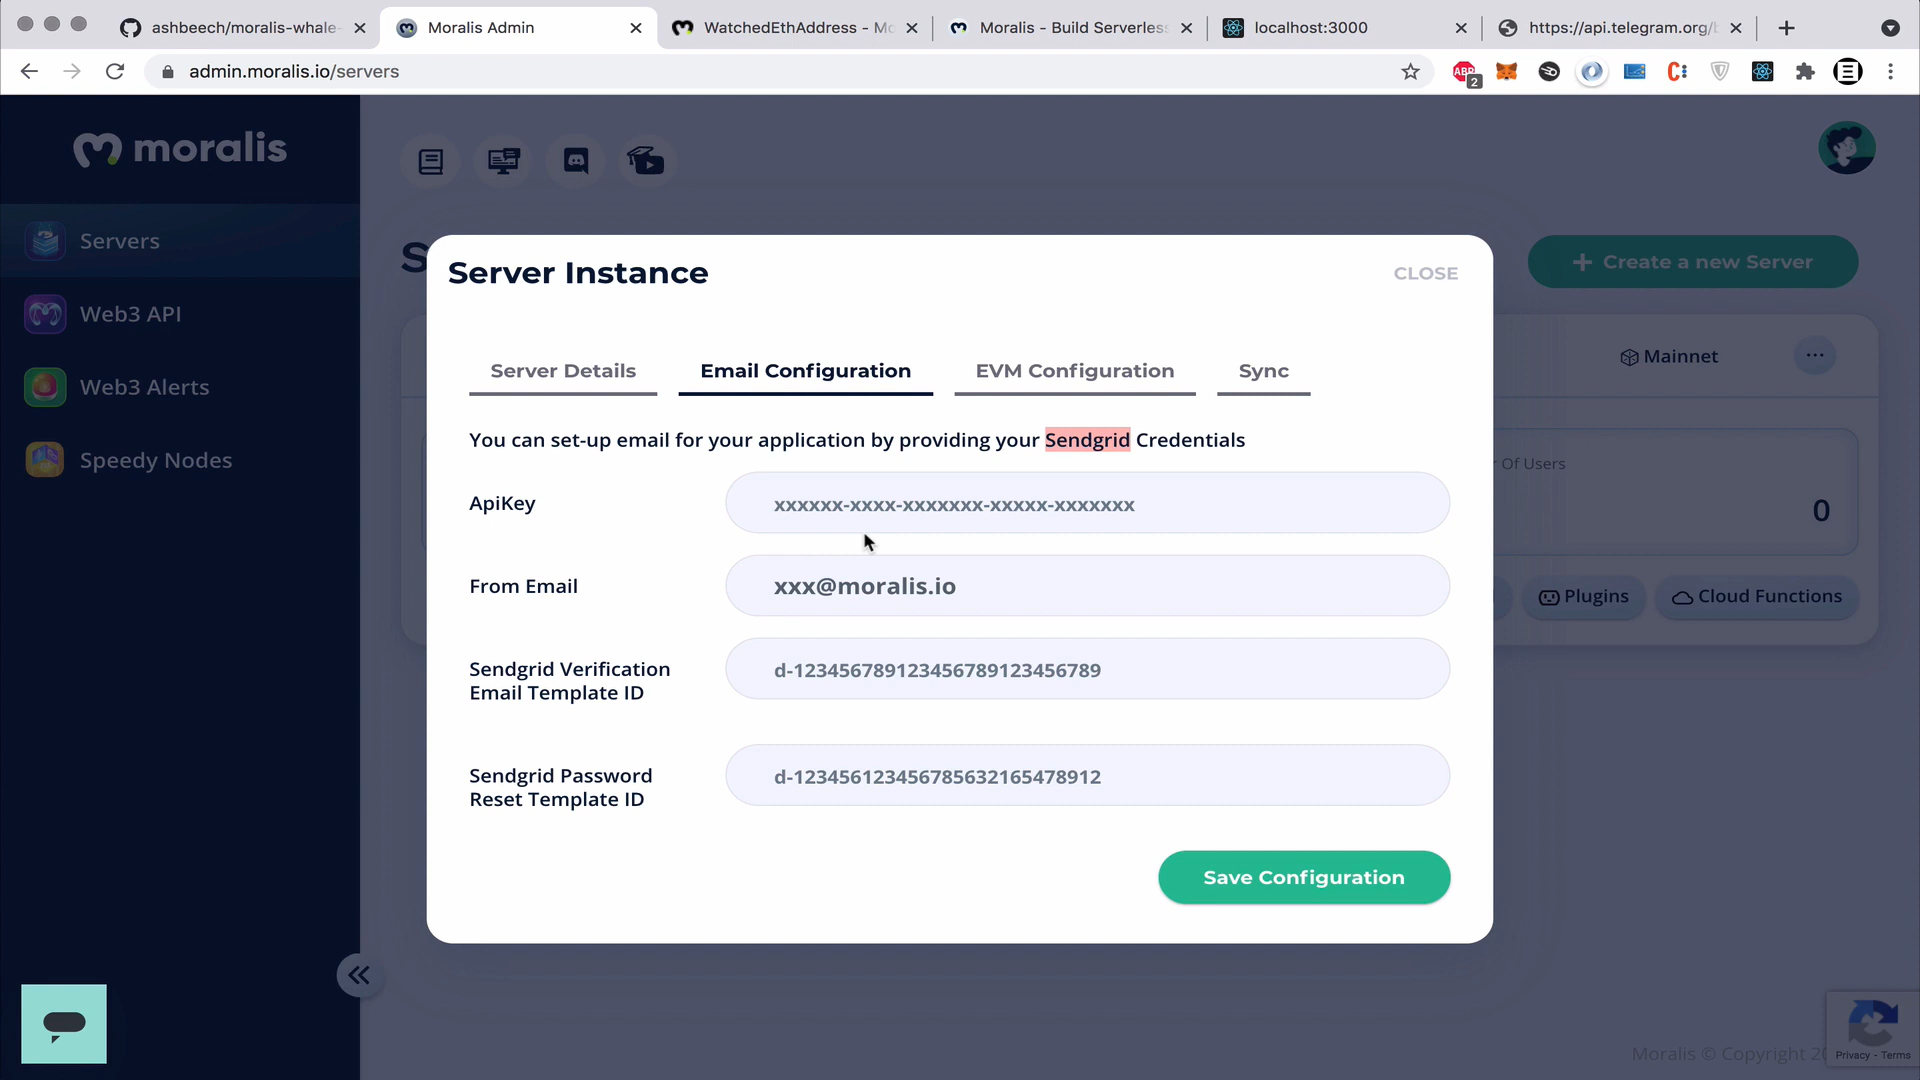 ashbeech/moralis-whale-
Moralis Admin
WatchedEthAddress - Mo
Moralis - Build Serverless
localhost:3000
https://api.telegram.org/b
admin.moralis.io/servers
ABP
2
moralis
Servers
Web3 API
Web3 Alerts
Speedy Nodes
S
+ Create a new Server
Mainnet
Of Users
0
Plugins
Cloud Functions
Server Instance
CLOSE
Server Details
Email Configuration
EVM Configuration
Sync
You can set-up email for your application by providing your Sendgrid Credentials
ApiKey
xxxxxx-xxxx-xxxxxxx-xxxxx-xxxxxxx
From Email
xxx@moralis.io
Sendgrid Verification
Email Template ID
d-123456789123456789123456789
Sendgrid Password
Reset Template ID
d-123456123456785632165478912
Save Configuration
Moralis © Copyright 2
Privacy - Terms